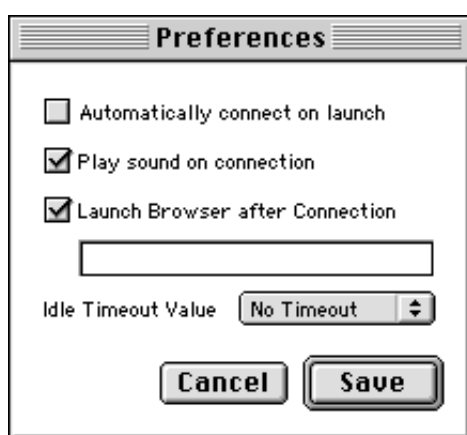 Preferences
Automatically connect on launch
Play sound on connection
Launch Browser after Connection
Idle Timeout Value No Timeout
Cancel Save